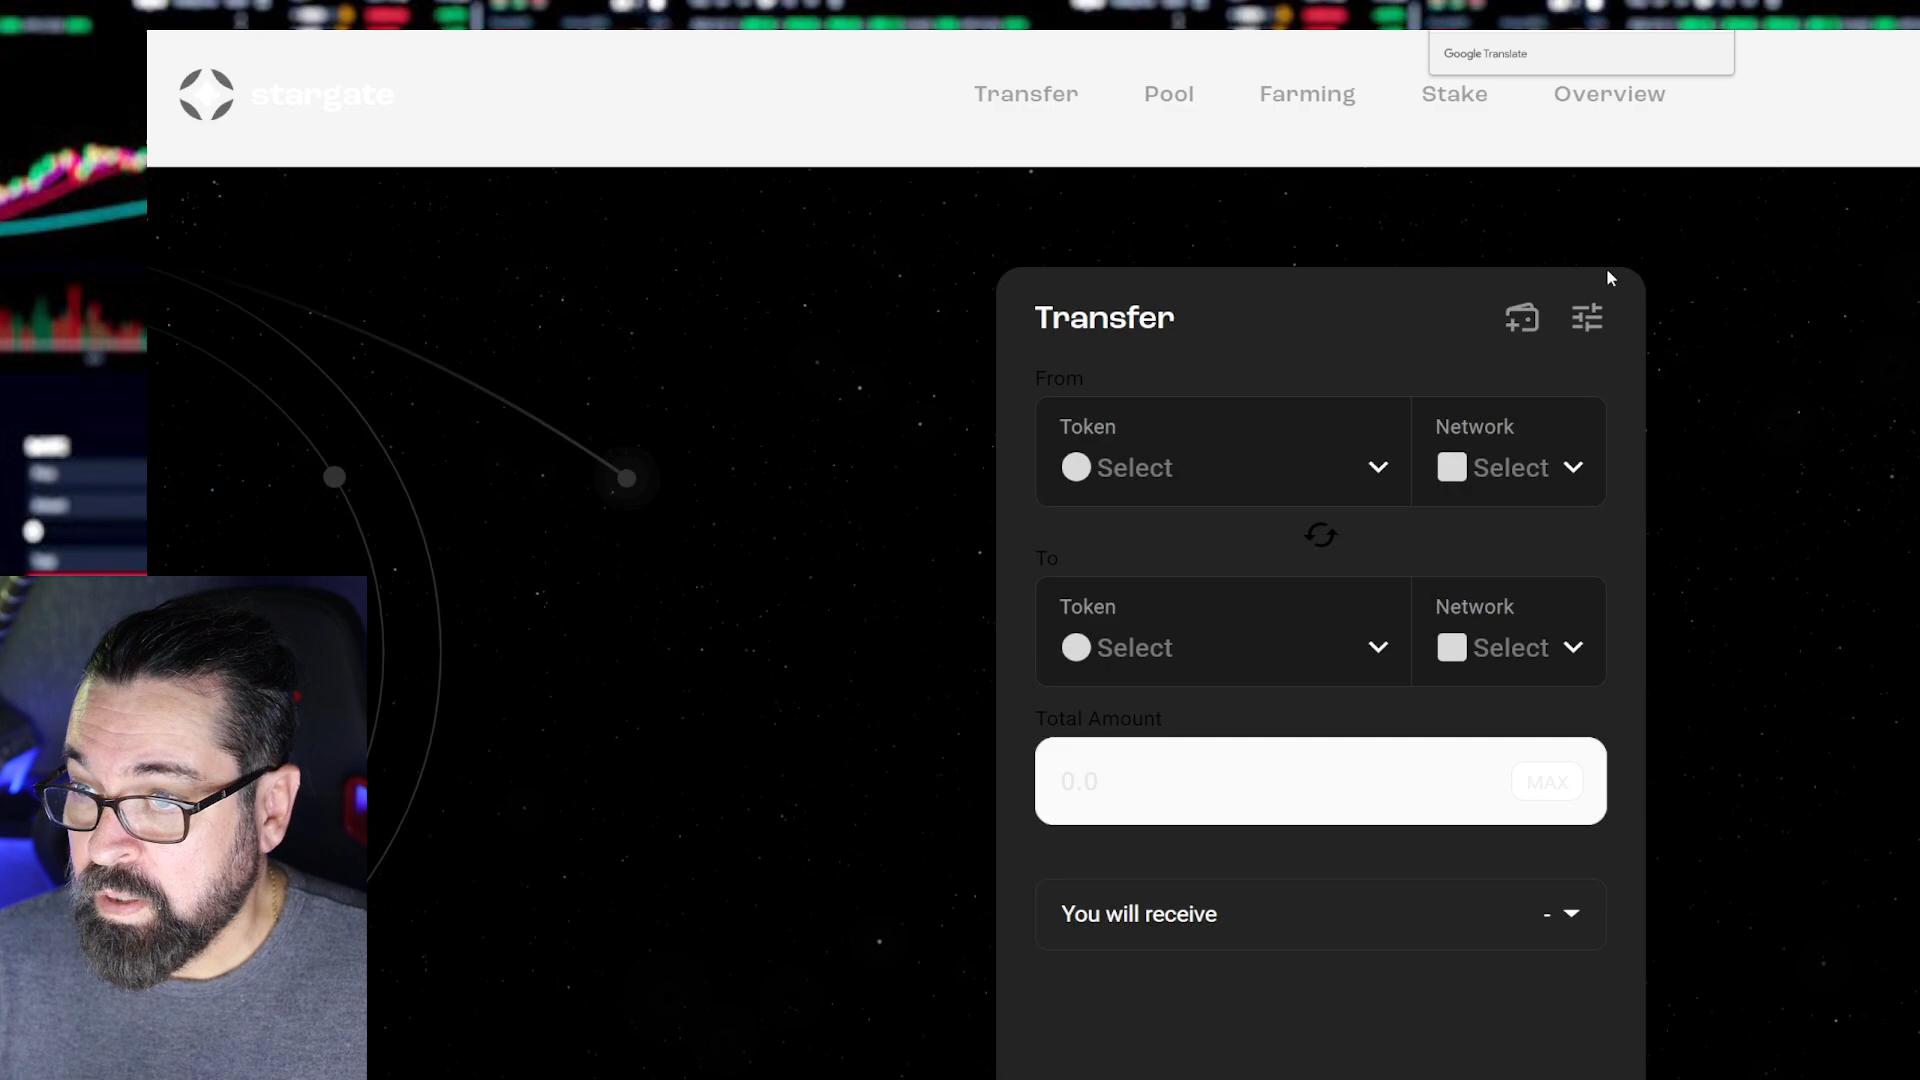 Google Translate
stargate
Transfer Pool Farming Stake Overview
Transfer
From
Token Network
Select Select
To
Token Network
Select Select
Total Amount
0.0 MAX
You will receive -